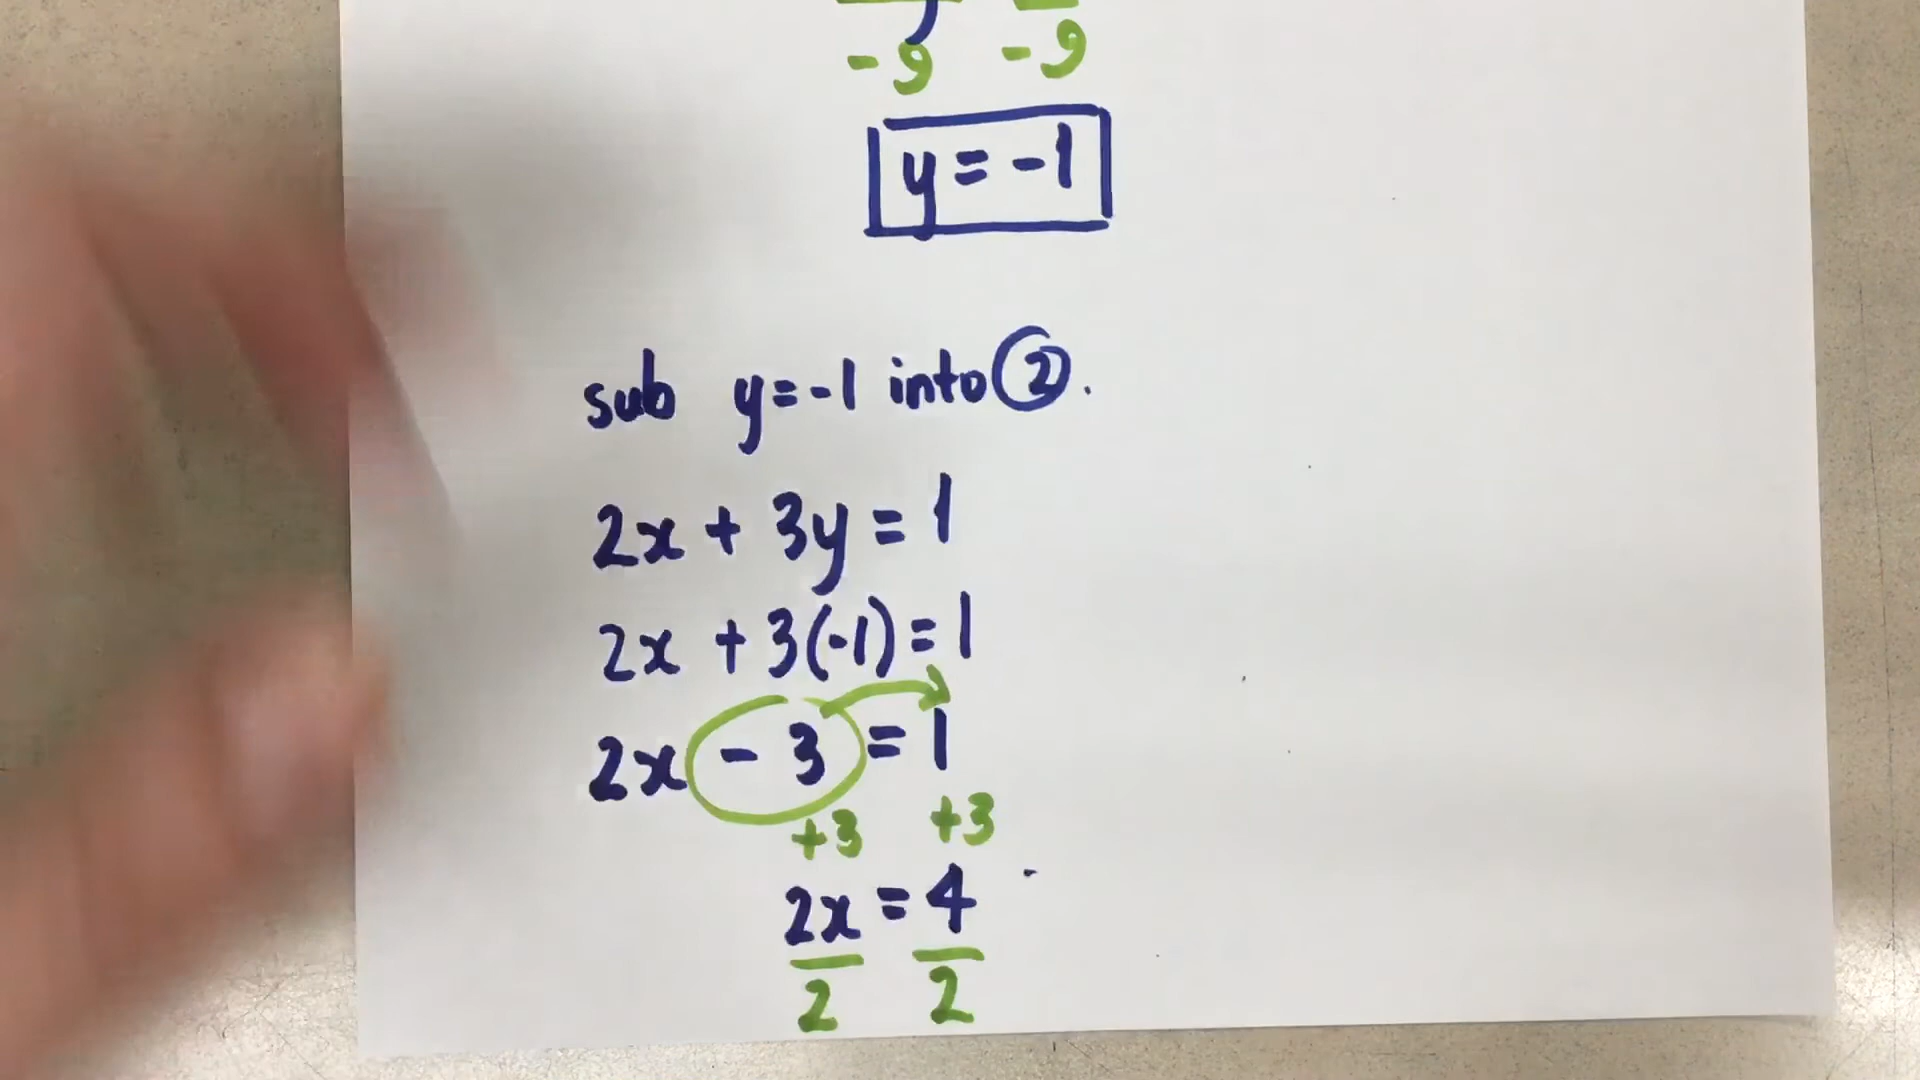 -9 -9
y = -1
sub y=-1 into ②.
2x + 3y = 1
2x + 3(-1) = 1
2x - 3 = 1
+3 +3
2x = 4
2 2